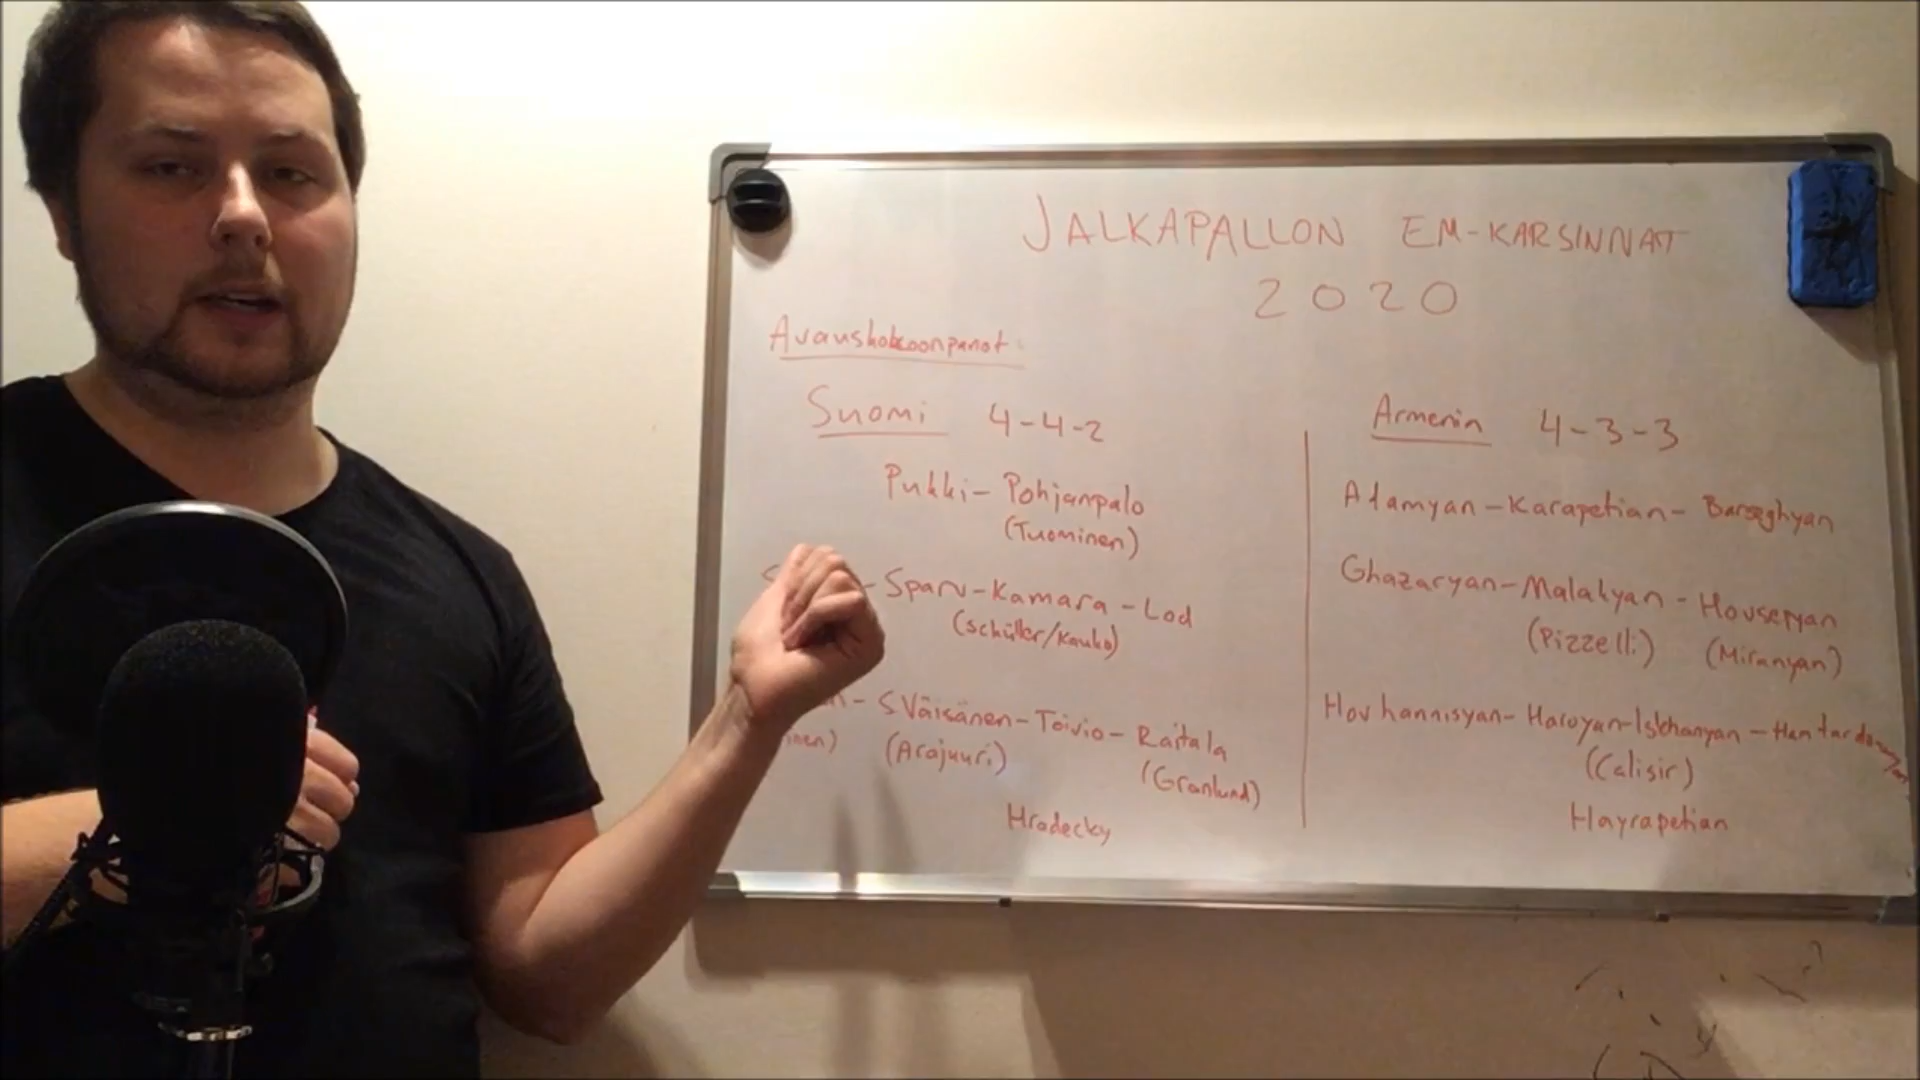 JALKAPALLON EM-KARSINNAT
2020
Avauskokoonpanot
Suomi 4-4-2
Pukki - Pohjanpalo
(Tuominen)
- Sparv - Kamara - Lod
(Schüller/Kauko)
- S.Väisänen - Toivio - Raitala
(Arajuuri)
(Granlund)
Hradecky
Armenia 4-3-3
Adamyan - Karapetian - Barseghyan
Ghazaryan - Malakyan - Hovsepyan
(Pizzelli) (Miranyan)
Hovhannisyan - Haroyan - Ishkhanyan - Hambardzumyan
(Calisir)
Hayrapetian